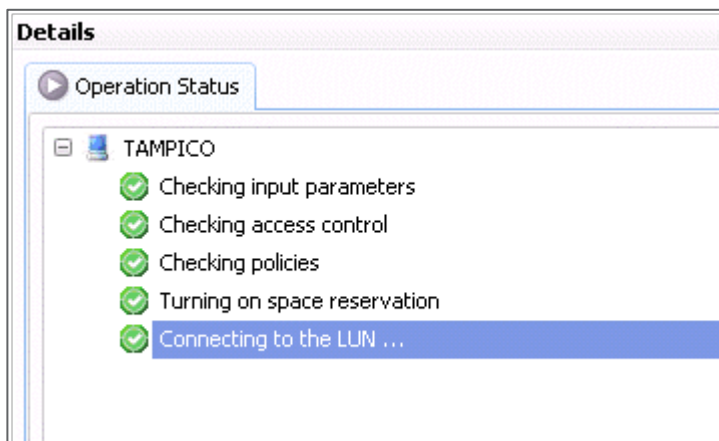 Details
Operation Status
TAMPICO
Checking input parameters
Checking access control
Checking policies
Turning on space reservation
Connecting to the LUN ...